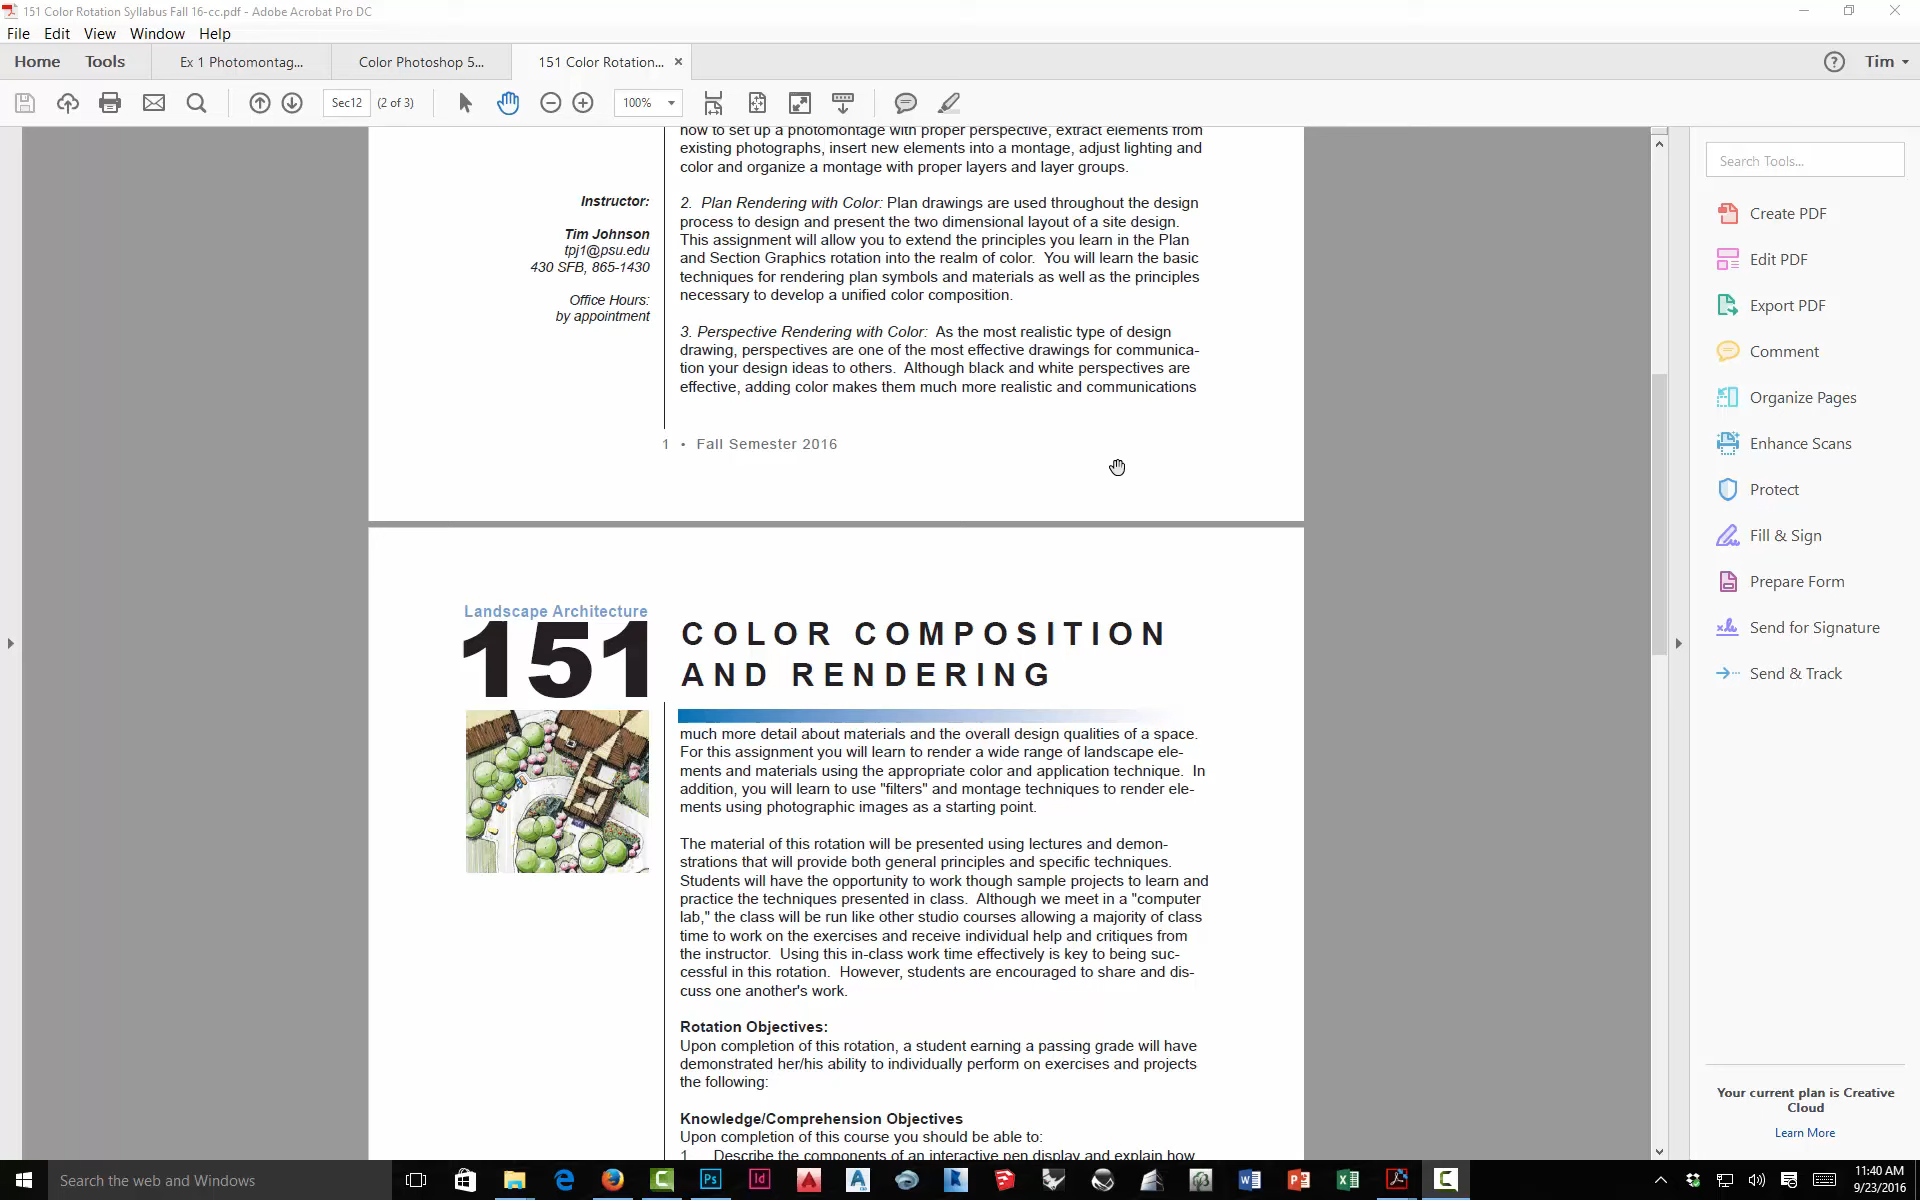 151 Color Rotation Syllabus Fall 16-cc.pdf - Adobe Acrobat Pro DC
File Edit View Window Help
Home Tools Ex 1 Photomontag... Color Photoshop 5... 151 Color Rotation... × ? Tim
Sec12 (2 of 3) 100%
how to set up a photomontage with proper perspective, extract elements from
existing photographs, insert new elements into a montage, adjust lighting and
color and organize a montage with proper layers and layer groups.
Instructor:
Tim Johnson
tpj1@psu.edu
430 SFB, 865-1430
Office Hours:
by appointment
2. Plan Rendering with Color: Plan drawings are used throughout the design
process to design and present the two dimensional layout of a site design.
This assignment will allow you to extend the principles you learn in the Plan
and Section Graphics rotation into the realm of color. You will learn the basic
techniques for rendering plan symbols and materials as well as the principles
necessary to develop a unified color composition.
3. Perspective Rendering with Color: As the most realistic type of design
drawing, perspectives are one of the most effective drawings for communica-
tion your design ideas to others. Although black and white perspectives are
effective, adding color makes them much more realistic and communications
1 • Fall Semester 2016
Landscape Architecture
151
COLOR COMPOSITION
AND RENDERING
much more detail about materials and the overall design qualities of a space.
For this assignment you will learn to render a wide range of landscape ele-
ments and materials using the appropriate color and application technique. In
addition, you will learn to use "filters" and montage techniques to render ele-
ments using photographic images as a starting point.
The material of this rotation will be presented using lectures and demon-
strations that will provide both general principles and specific techniques.
Students will have the opportunity to work though sample projects to learn and
practice the techniques presented in class. Although we meet in a "computer
lab," the class will be run like other studio courses allowing a majority of class
time to work on the exercises and receive individual help and critiques from
the instructor. Using this in-class work time effectively is key to being suc-
cessful in this rotation. However, students are encouraged to share and dis-
cuss one another's work.
Rotation Objectives:
Upon completion of this rotation, a student earning a passing grade will have
demonstrated her/his ability to individually perform on exercises and projects
the following:
Knowledge/Comprehension Objectives
Upon completion of this course you should be able to:
1 Describe the components of an interactive pen display and explain how
Search Tools...
Create PDF
Edit PDF
Export PDF
Comment
Organize Pages
Enhance Scans
Protect
Fill & Sign
Prepare Form
Send for Signature
Send & Track
Your current plan is Creative
Cloud
Learn More
Search the web and Windows
11:40 AM
9/23/2016